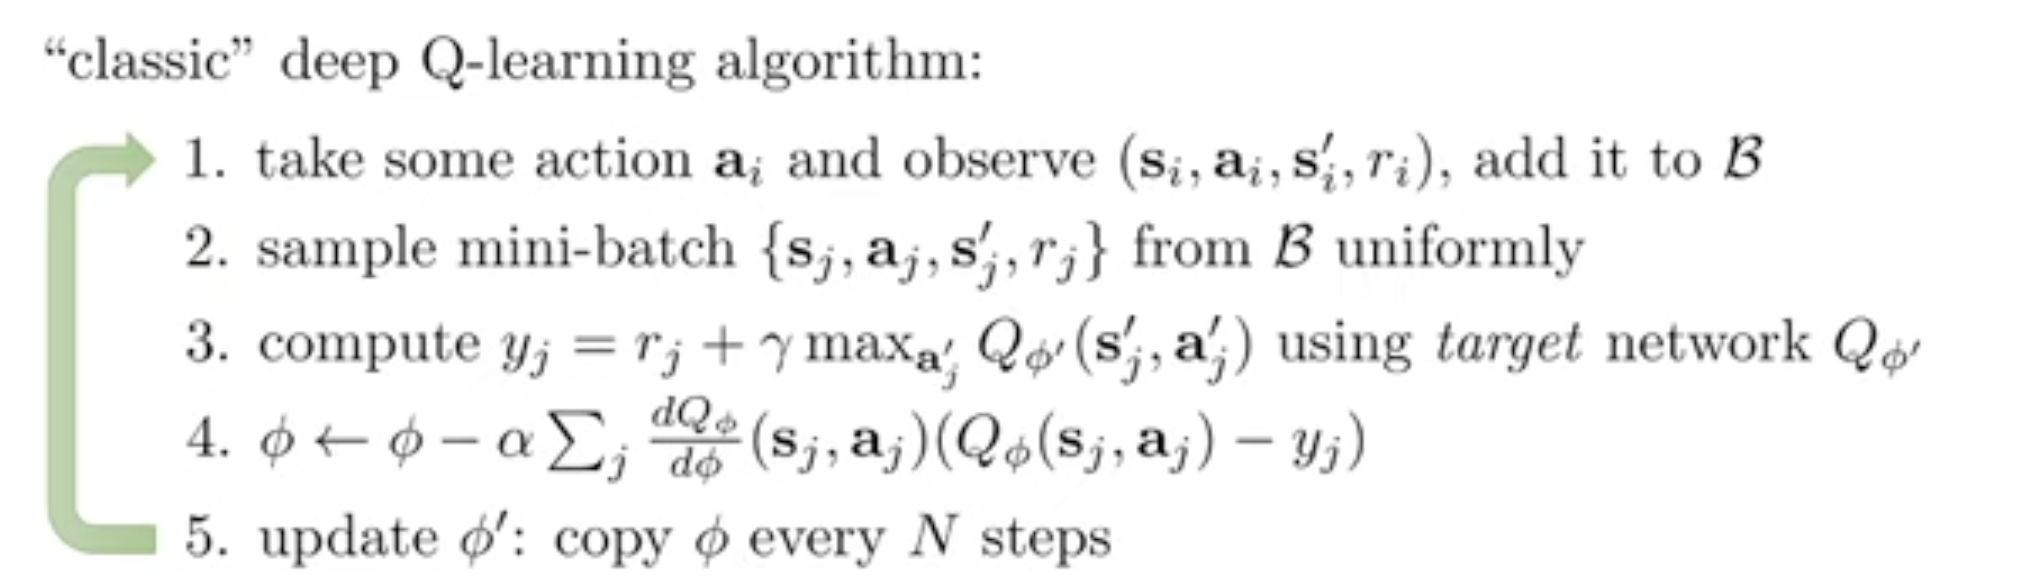 “classic” deep Q-learning algorithm:
1. take some action $\mathbf{a}_i$ and observe $(\mathbf{s}_i, \mathbf{a}_i, \mathbf{s}'_i, r_i)$, add it to $\mathcal{B}$
2. sample mini-batch $\{\mathbf{s}_j, \mathbf{a}_j, \mathbf{s}'_j, r_j\}$ from $\mathcal{B}$ uniformly
3. compute $y_j = r_j + \gamma \max_{\mathbf{a}'_j} Q_{\phi'}(\mathbf{s}'_j, \mathbf{a}'_j)$ using target network $Q_{\phi'}$
4. $\phi \leftarrow \phi - \alpha \sum_j \frac{dQ_\phi}{d\phi}(\mathbf{s}_j, \mathbf{a}_j)(Q_\phi(\mathbf{s}_j, \mathbf{a}_j) - y_j)$
5. update $\phi'$: copy $\phi$ every $N$ steps